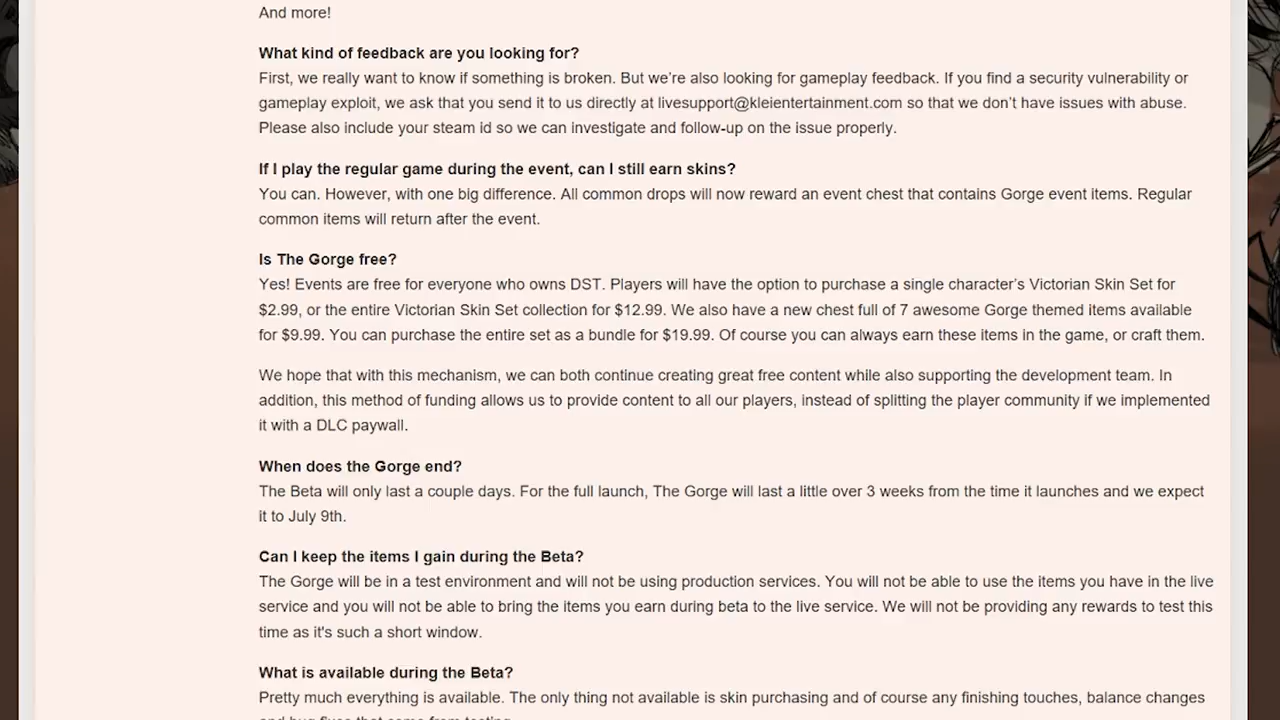 And more!
What kind of feedback are you looking for?
First, we really want to know if something is broken. But we're also looking for gameplay feedback. If you find a security vulnerability or
gameplay exploit, we ask that you send it to us directly at livesupport@kleientertainment.com so that we don't have issues with abuse.
Please also include your steam id so we can investigate and follow-up on the issue properly.
If I play the regular game during the event, can I still earn skins?
You can. However, with one big difference. All common drops will now reward an event chest that contains Gorge event items. Regular
common items will return after the event.
Is The Gorge free?
Yes! Events are free for everyone who owns DST. Players will have the option to purchase a single character's Victorian Skin Set for
$2.99, or the entire Victorian Skin Set collection for $12.99. We also have a new chest full of 7 awesome Gorge themed items available
for $9.99. You can purchase the entire set as a bundle for $19.99. Of course you can always earn these items in the game, or craft them.
We hope that with this mechanism, we can both continue creating great free content while also supporting the development team. In
addition, this method of funding allows us to provide content to all our players, instead of splitting the player community if we implemented
it with a DLC paywall.
When does the Gorge end?
The Beta will only last a couple days. For the full launch, The Gorge will last a little over 3 weeks from the time it launches and we expect
it to July 9th.
Can I keep the items I gain during the Beta?
The Gorge will be in a test environment and will not be using production services. You will not be able to use the items you have in the live
service and you will not be able to bring the items you earn during beta to the live service. We will not be providing any rewards to test this
time as it's such a short window.
What is available during the Beta?
Pretty much everything is available. The only thing not available is skin purchasing and of course any finishing touches, balance changes